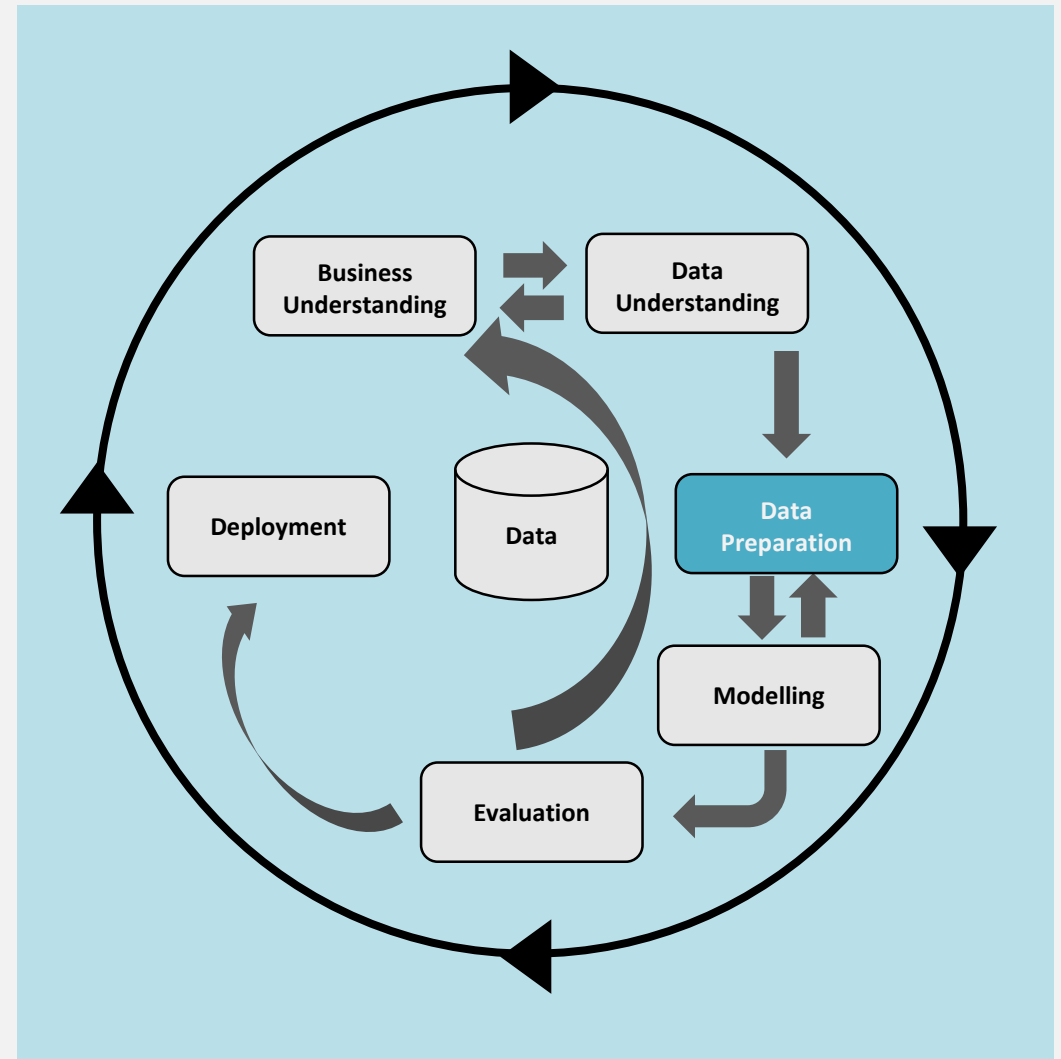 Business
Understanding
Data
Understanding
Deployment
Data
Data
Preparation
Modelling
Evaluation